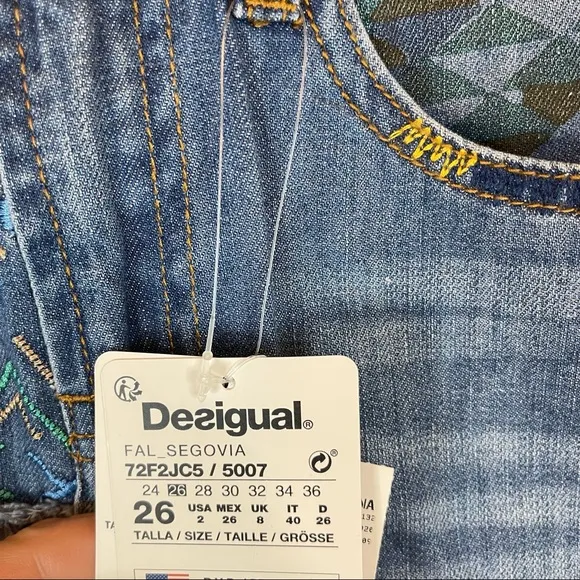 Desigual®
FAL_SEGOVIA
72F2JC5 / 5007
24 26 28 30 32 34 36
26 USA 2 MEX 26 UK 8 IT 40 D 26
TALLA / SIZE / TAILLE / GRÖSSE